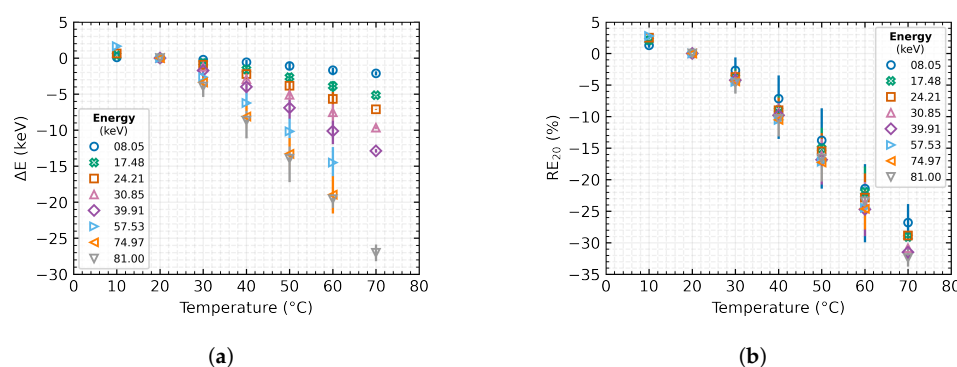 5
0
−5
−10
−15
−20
−25
−30
0 10 20 30 40 50 60 70 80
Temperature (°C)
ΔE (keV)
Energy
(keV)
08.05
17.48
24.21
30.85
39.91
57.53
74.97
81.00
(a)
5
0
−5
−10
−15
−20
−25
−30
−35
0 10 20 30 40 50 60 70 80
Temperature (°C)
RE20 (%)
Energy
(keV)
08.05
17.48
24.21
30.85
39.91
57.53
74.97
81.00
(b)